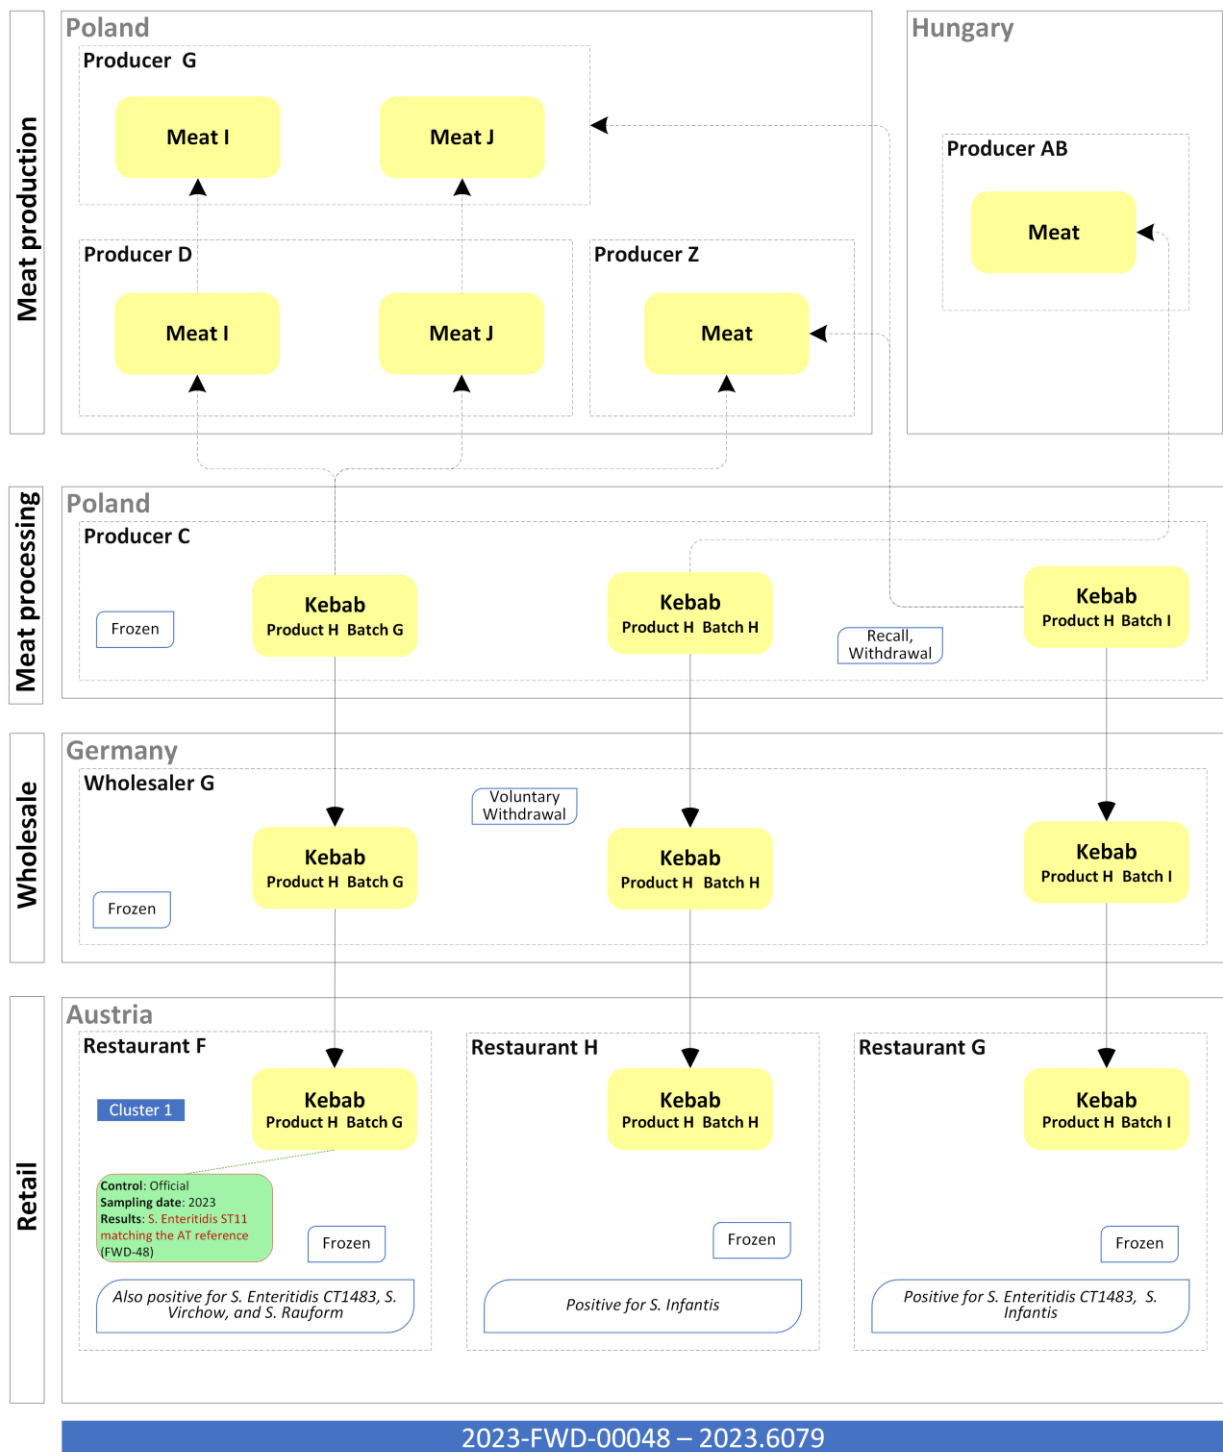 Meat production
Poland
Producer  G
Meat I
Meat J
Producer D
Meat I
Meat J
Producer Z
Meat
Hungary
Producer AB
Meat
Meat processing
Poland
Producer C
Frozen
Kebab
Product H  Batch G
Kebab
Product H  Batch H
Recall,
Withdrawal
Kebab
Product H  Batch I
Wholesale
Germany
Wholesaler G
Voluntary
Withdrawal
Frozen
Kebab
Product H  Batch G
Kebab
Product H  Batch H
Kebab
Product H  Batch I
Retail
Austria
Restaurant F
Cluster 1
Kebab
Product H  Batch G
Control: Official
Sampling date: 2023
Results: S. Enteritidis ST11
matching the AT reference
(FWD-48)
Frozen
Also positive for S. Enteritidis CT1483, S.
Virchow, and S. Rauform
Restaurant H
Kebab
Product H  Batch H
Frozen
Positive for S. Infantis
Restaurant G
Kebab
Product H  Batch I
Frozen
Positive for S. Enteritidis CT1483,  S.
Infantis
2023-FWD-00048 – 2023.6079